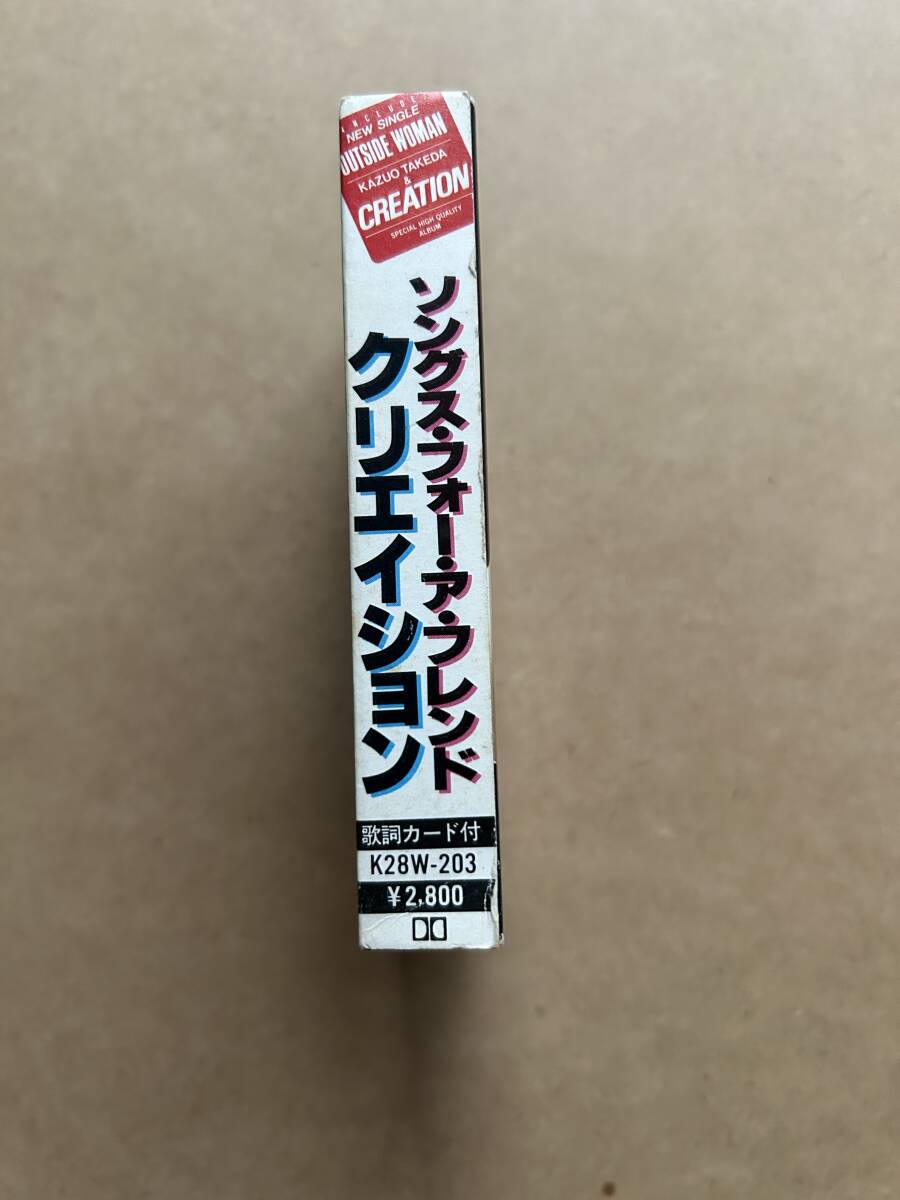 INCLUDE
NEW SINGLE
OUTSIDE WOMAN
KAZUO TAKEDA
&
CREATION
SPECIAL HIGH QUALITY
ALBUM
ソングス・フォー・ア・フレンド
クリエイション
歌詞カード付
K28W-203
¥2,800